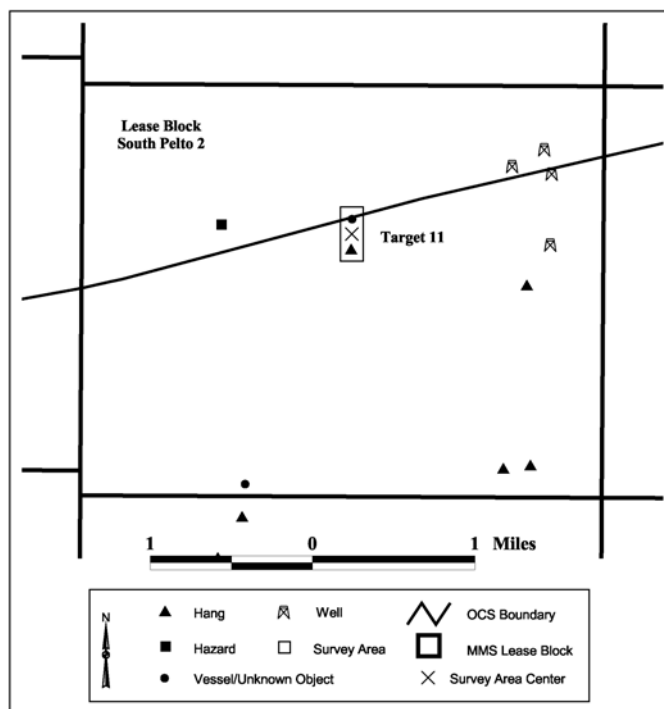 Lease Block
South Pelto 2
Target 11
1 0 1 Miles
N
Hang Well OCS Boundary
Hazard Survey Area MMS Lease Block
Vessel/Unknown Object Survey Area Center